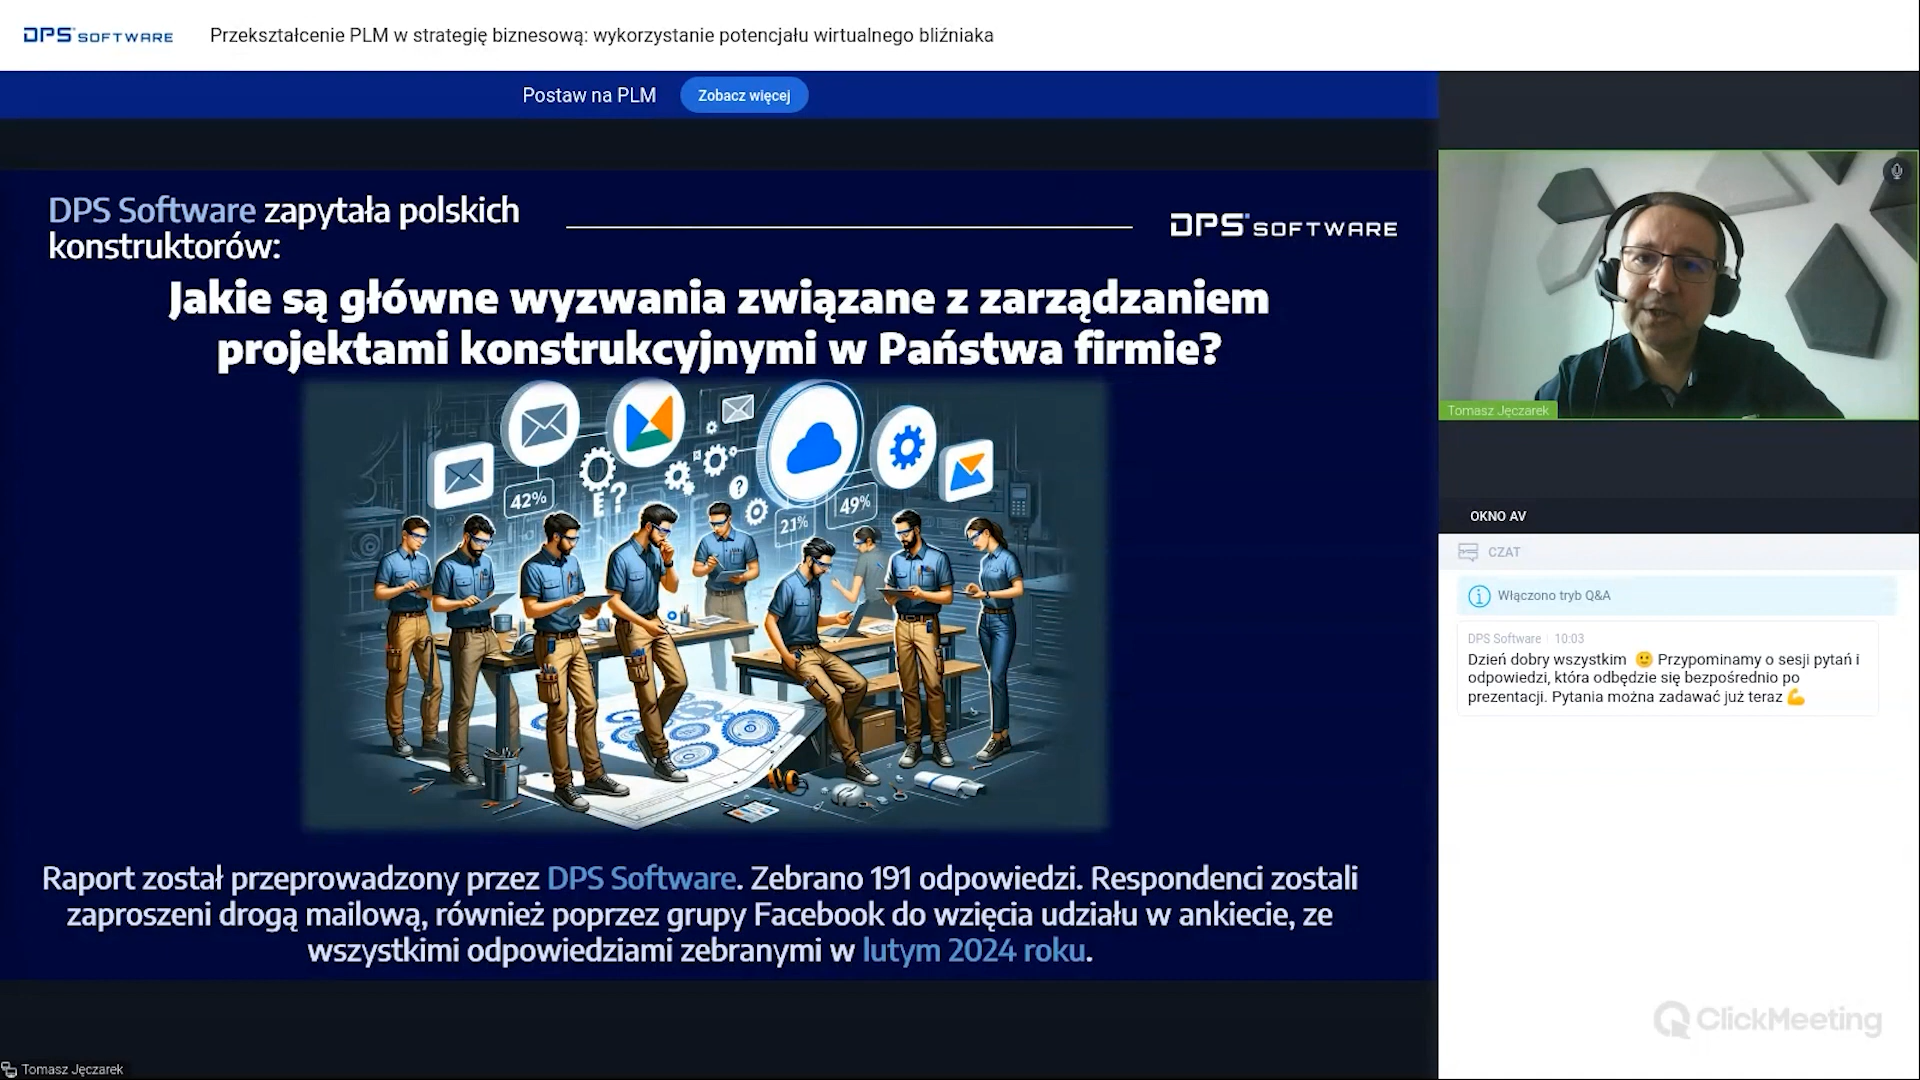 DPS SOFTWARE
Przekształcenie PLM w strategię biznesową: wykorzystanie potencjału wirtualnego bliźniaka
Postaw na PLM
Zobacz więcej
DPS Software zapytała polskich
konstruktorów:
DPS SOFTWARE
Jakie są główne wyzwania związane z zarządzaniem
projektami konstrukcyjnymi w Państwa firmie?
42%
E?
?
21%
49%
Raport został przeprowadzony przez DPS Software. Zebrano 191 odpowiedzi. Respondenci zostali
zaproszeni drogą mailową, również poprzez grupy Facebook do wzięcia udziału w ankiecie, ze
wszystkimi odpowiedziami zebranymi w lutym 2024 roku.
Tomasz Jęczarek
Tomasz Jęczarek
OKNO AV
CZAT
Włączono tryb Q&A
DPS Software 10:03
Dzień dobry wszystkim 🙂 Przypominamy o sesji pytań i
odpowiedzi, która odbędzie się bezpośrednio po
prezentacji. Pytania można zadawać już teraz 💪
ClickMeeting